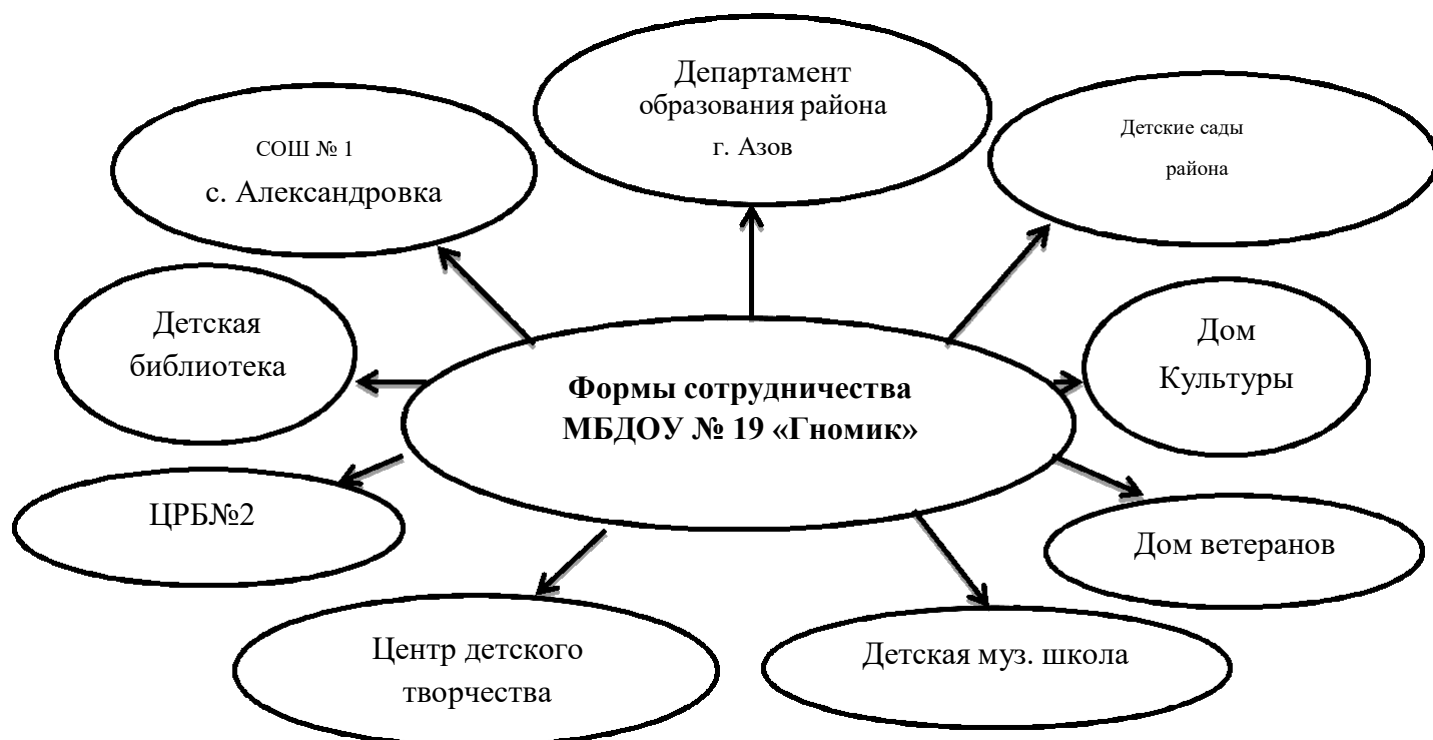 Департамент
образования района
г. Азов
СОШ № 1
с. Александровка
Детские сады
района
Детская
библиотека
Дом
Культуры
Формы сотрудничества
МБДОУ № 19 «Гномик»
ЦРБ№2
Дом ветеранов
Центр детского
творчества
Детская муз. школа